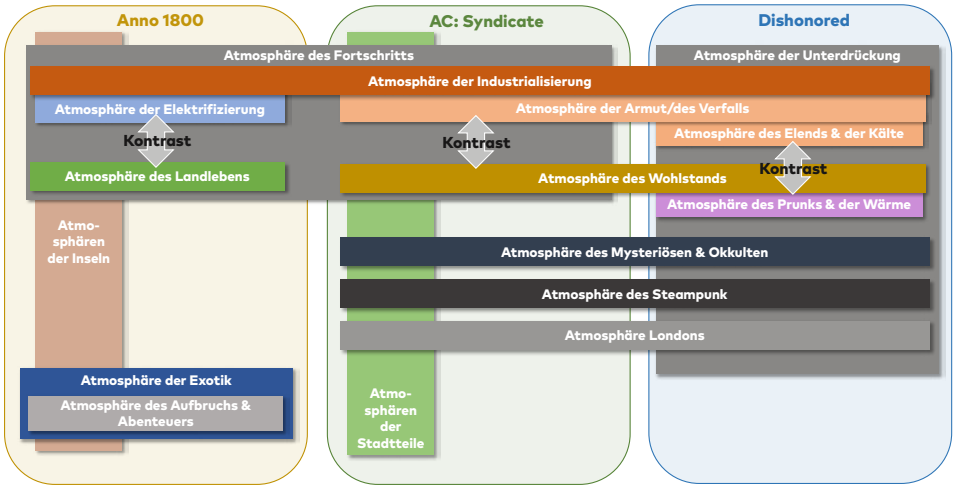 Anno 1800
AC: Syndicate
Dishonored
Atmosphäre des Fortschritts
Atmosphäre der Unterdrückung
Atmosphäre der Industrialisierung
Atmosphäre der Elektrifizierung
Atmosphäre der Armut/des Verfalls
Atmosphäre des Elends & der Kälte
Kontrast
Kontrast
Kontrast
Atmosphäre des Landlebens
Atmosphäre des Wohlstands
Atmosphäre des Prunks & der Wärme
Atmo-
sphären
der Inseln
Atmosphäre des Mysteriösen & Okkulten
Atmosphäre des Steampunk
Atmosphäre Londons
Atmosphäre der Exotik
Atmosphäre des Aufbruchs &
Abenteuers
Atmo-
sphären
der
Stadtteile